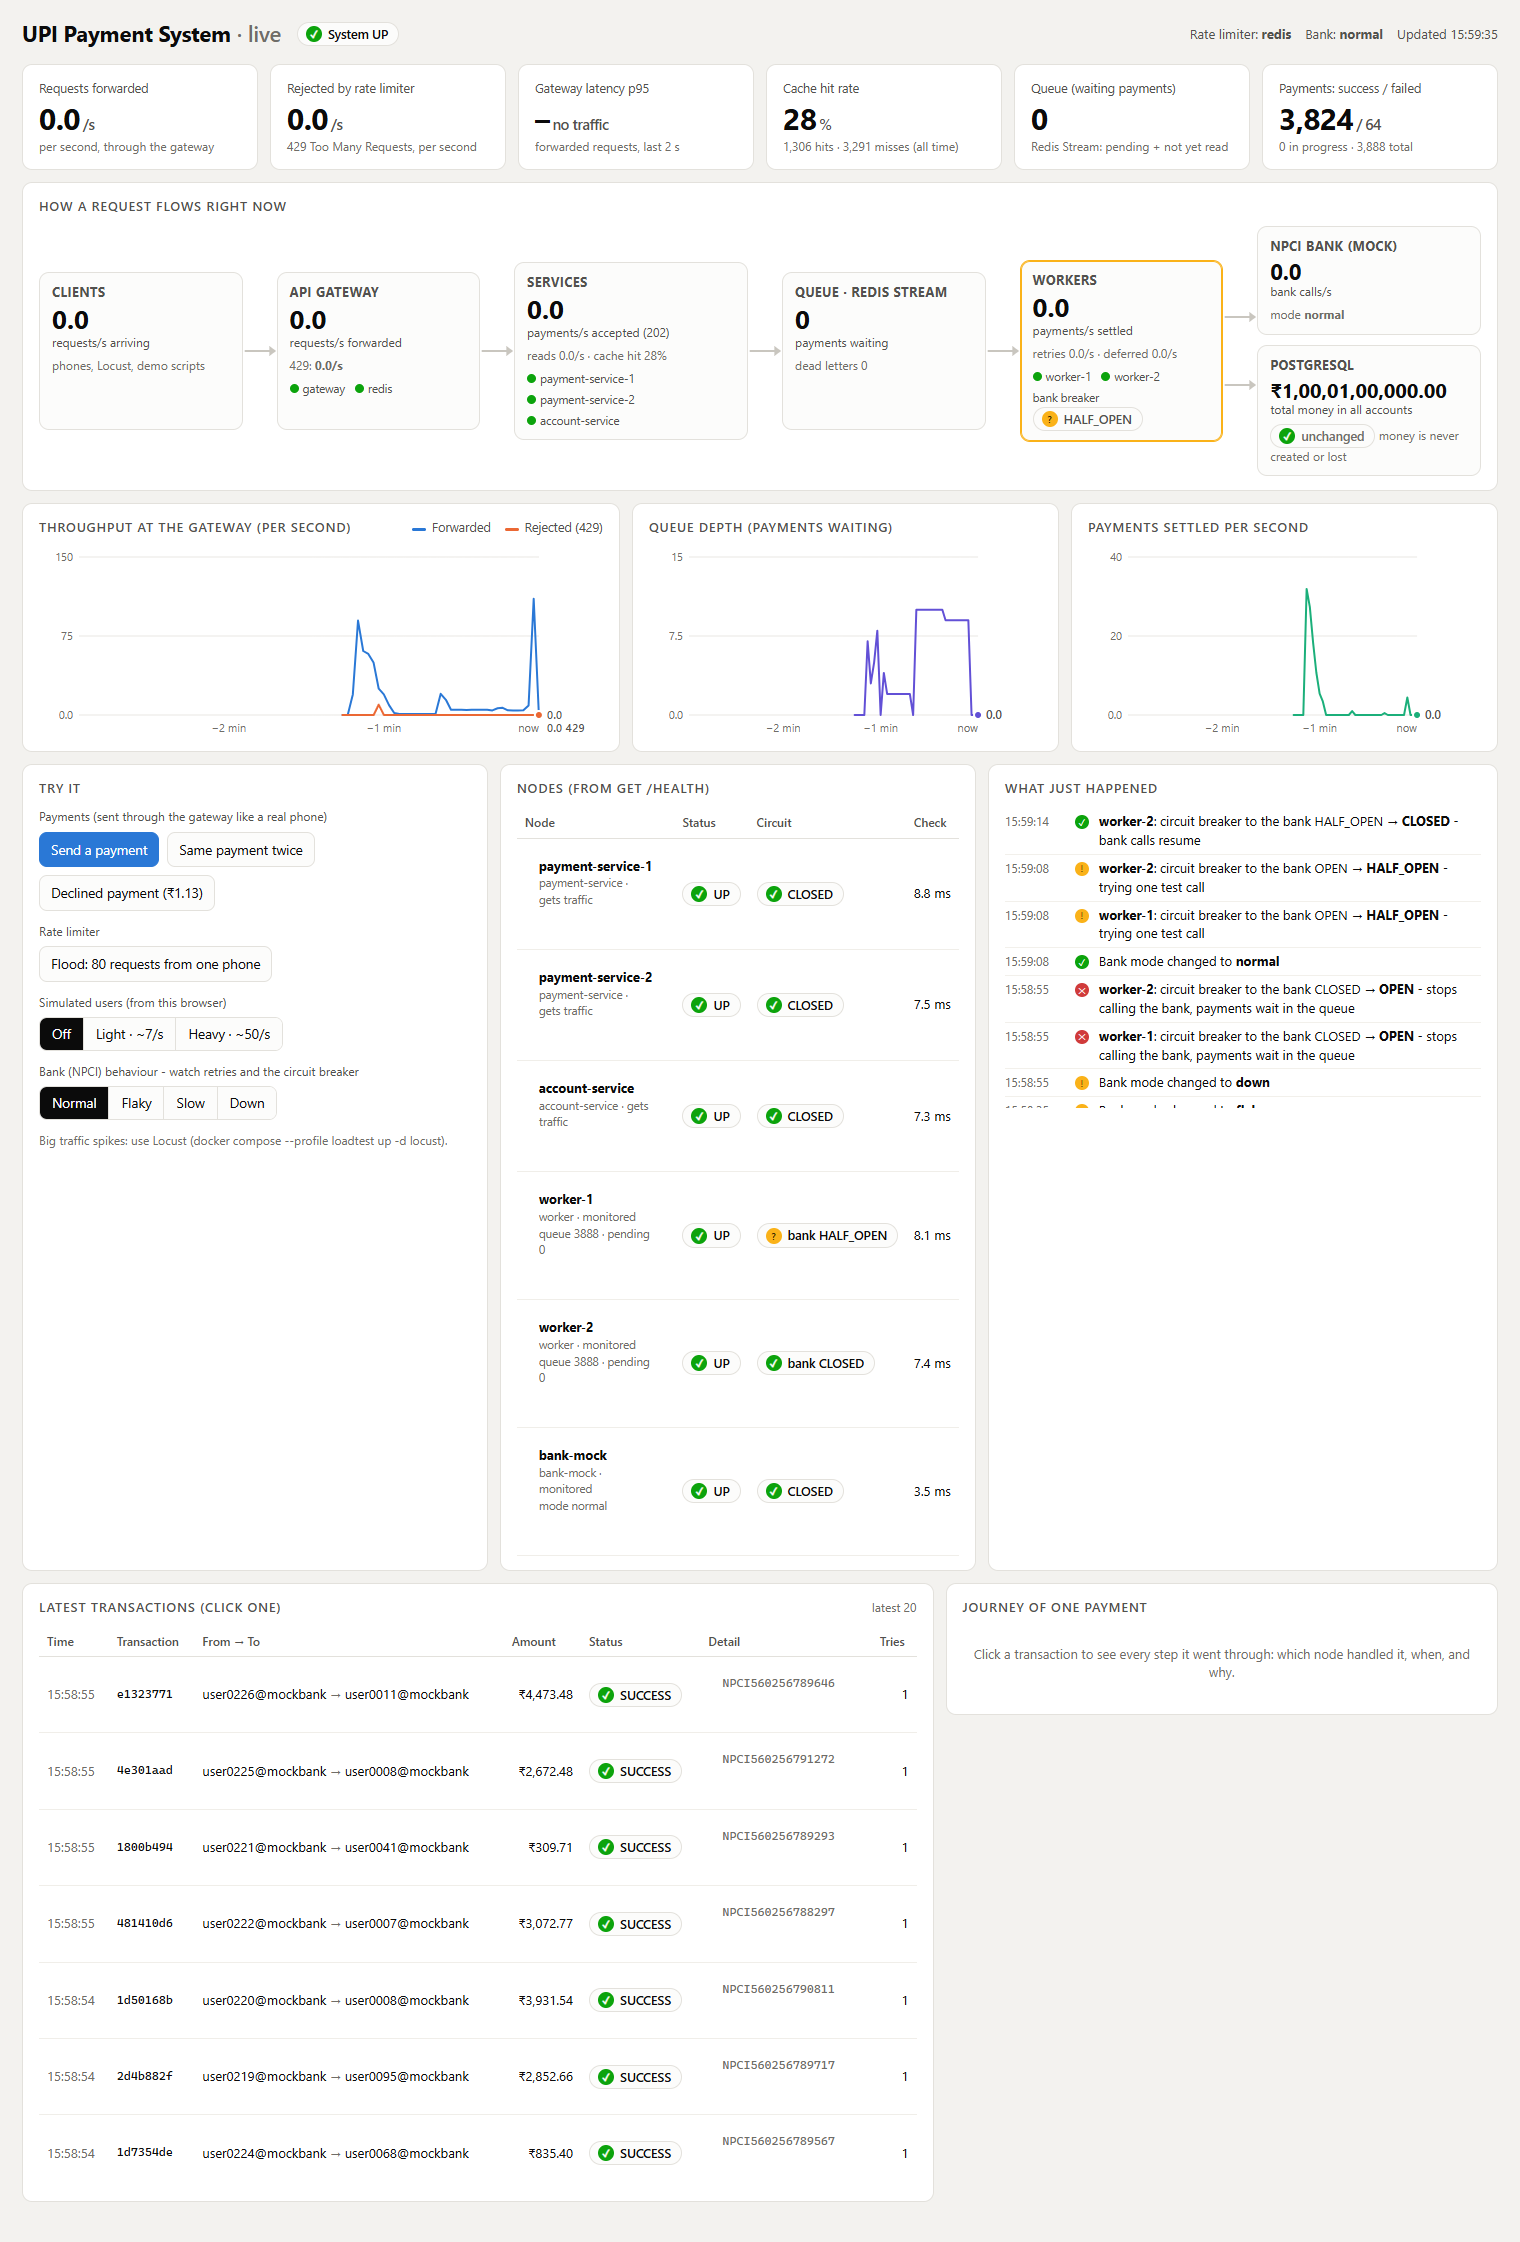 UPI Payment System · live
System UP
Rate limiter: redis Bank: normal Updated 15:59:35
Requests forwarded
0.0 /s
per second, through the gateway
Rejected by rate limiter
0.0 /s
429 Too Many Requests, per second
Gateway latency p95
– no traffic
forwarded requests, last 2 s
Cache hit rate
28 %
1,306 hits · 3,291 misses (all time)
Queue (waiting payments)
0
Redis Stream: pending + not yet read
Payments: success / failed
3,824 / 64
0 in progress · 3,888 total
HOW A REQUEST FLOWS RIGHT NOW
CLIENTS
0.0
requests/s arriving
phones, Locust, demo scripts
API GATEWAY
0.0
requests/s forwarded
429: 0.0/s
gateway redis
SERVICES
0.0
payments/s accepted (202)
reads 0.0/s · cache hit 28%
payment-service-1
payment-service-2
account-service
QUEUE · REDIS STREAM
0
payments waiting
dead letters 0
WORKERS
0.0
payments/s settled
retries 0.0/s · deferred 0.0/s
worker-1 worker-2
bank breaker
? HALF_OPEN
NPCI BANK (MOCK)
0.0
bank calls/s
mode normal
POSTGRESQL
₹1,00,01,00,000.00
total money in all accounts
unchanged money is never
created or lost
THROUGHPUT AT THE GATEWAY (PER SECOND)
Forwarded Rejected (429)
150
75
0.0
−2 min −1 min now
0.0
0.0 429
QUEUE DEPTH (PAYMENTS WAITING)
15
7.5
0.0
−2 min −1 min now
0.0
PAYMENTS SETTLED PER SECOND
40
20
0.0
−2 min −1 min now
0.0
TRY IT
Payments (sent through the gateway like a real phone)
Send a payment Same payment twice
Declined payment (₹1.13)
Rate limiter
Flood: 80 requests from one phone
Simulated users (from this browser)
Off Light · ~7/s Heavy · ~50/s
Bank (NPCI) behaviour - watch retries and the circuit breaker
Normal Flaky Slow Down
Big traffic spikes: use Locust (docker compose --profile loadtest up -d locust).
NODES (FROM GET /HEALTH)
Node Status Circuit Check
payment-service-1
payment-service ·
gets traffic
UP CLOSED 8.8 ms
payment-service-2
payment-service ·
gets traffic
UP CLOSED 7.5 ms
account-service
account-service · gets
traffic
UP CLOSED 7.3 ms
worker-1
worker · monitored
queue 3888 · pending
0
UP ? bank HALF_OPEN 8.1 ms
worker-2
worker · monitored
queue 3888 · pending
0
UP bank CLOSED 7.4 ms
bank-mock
bank-mock ·
monitored
mode normal
UP CLOSED 3.5 ms
WHAT JUST HAPPENED
15:59:14 worker-2: circuit breaker to the bank HALF_OPEN → CLOSED -
bank calls resume
15:59:08 ! worker-2: circuit breaker to the bank OPEN → HALF_OPEN -
trying one test call
15:59:08 ! worker-1: circuit breaker to the bank OPEN → HALF_OPEN -
trying one test call
15:59:08 Bank mode changed to normal
15:58:55 worker-2: circuit breaker to the bank CLOSED → OPEN - stops
calling the bank, payments wait in the queue
15:58:55 worker-1: circuit breaker to the bank CLOSED → OPEN - stops
calling the bank, payments wait in the queue
15:58:55 ! Bank mode changed to down
LATEST TRANSACTIONS (CLICK ONE)
latest 20
Time Transaction From → To Amount Status Detail Tries
15:58:55 e1323771 user0226@mockbank → user0011@mockbank ₹4,473.48 SUCCESS NPCI560256789646 1
15:58:55 4e301aad user0225@mockbank → user0008@mockbank ₹2,672.48 SUCCESS NPCI560256791272 1
15:58:55 1800b494 user0221@mockbank → user0041@mockbank ₹309.71 SUCCESS NPCI560256789293 1
15:58:55 481410d6 user0222@mockbank → user0007@mockbank ₹3,072.77 SUCCESS NPCI560256788297 1
15:58:54 1d50168b user0220@mockbank → user0008@mockbank ₹3,931.54 SUCCESS NPCI560256790811 1
15:58:54 2d4b882f user0219@mockbank → user0095@mockbank ₹2,852.66 SUCCESS NPCI560256789717 1
15:58:54 1d7354de user0224@mockbank → user0068@mockbank ₹835.40 SUCCESS NPCI560256789567 1
JOURNEY OF ONE PAYMENT
Click a transaction to see every step it went through: which node handled it, when, and
why.